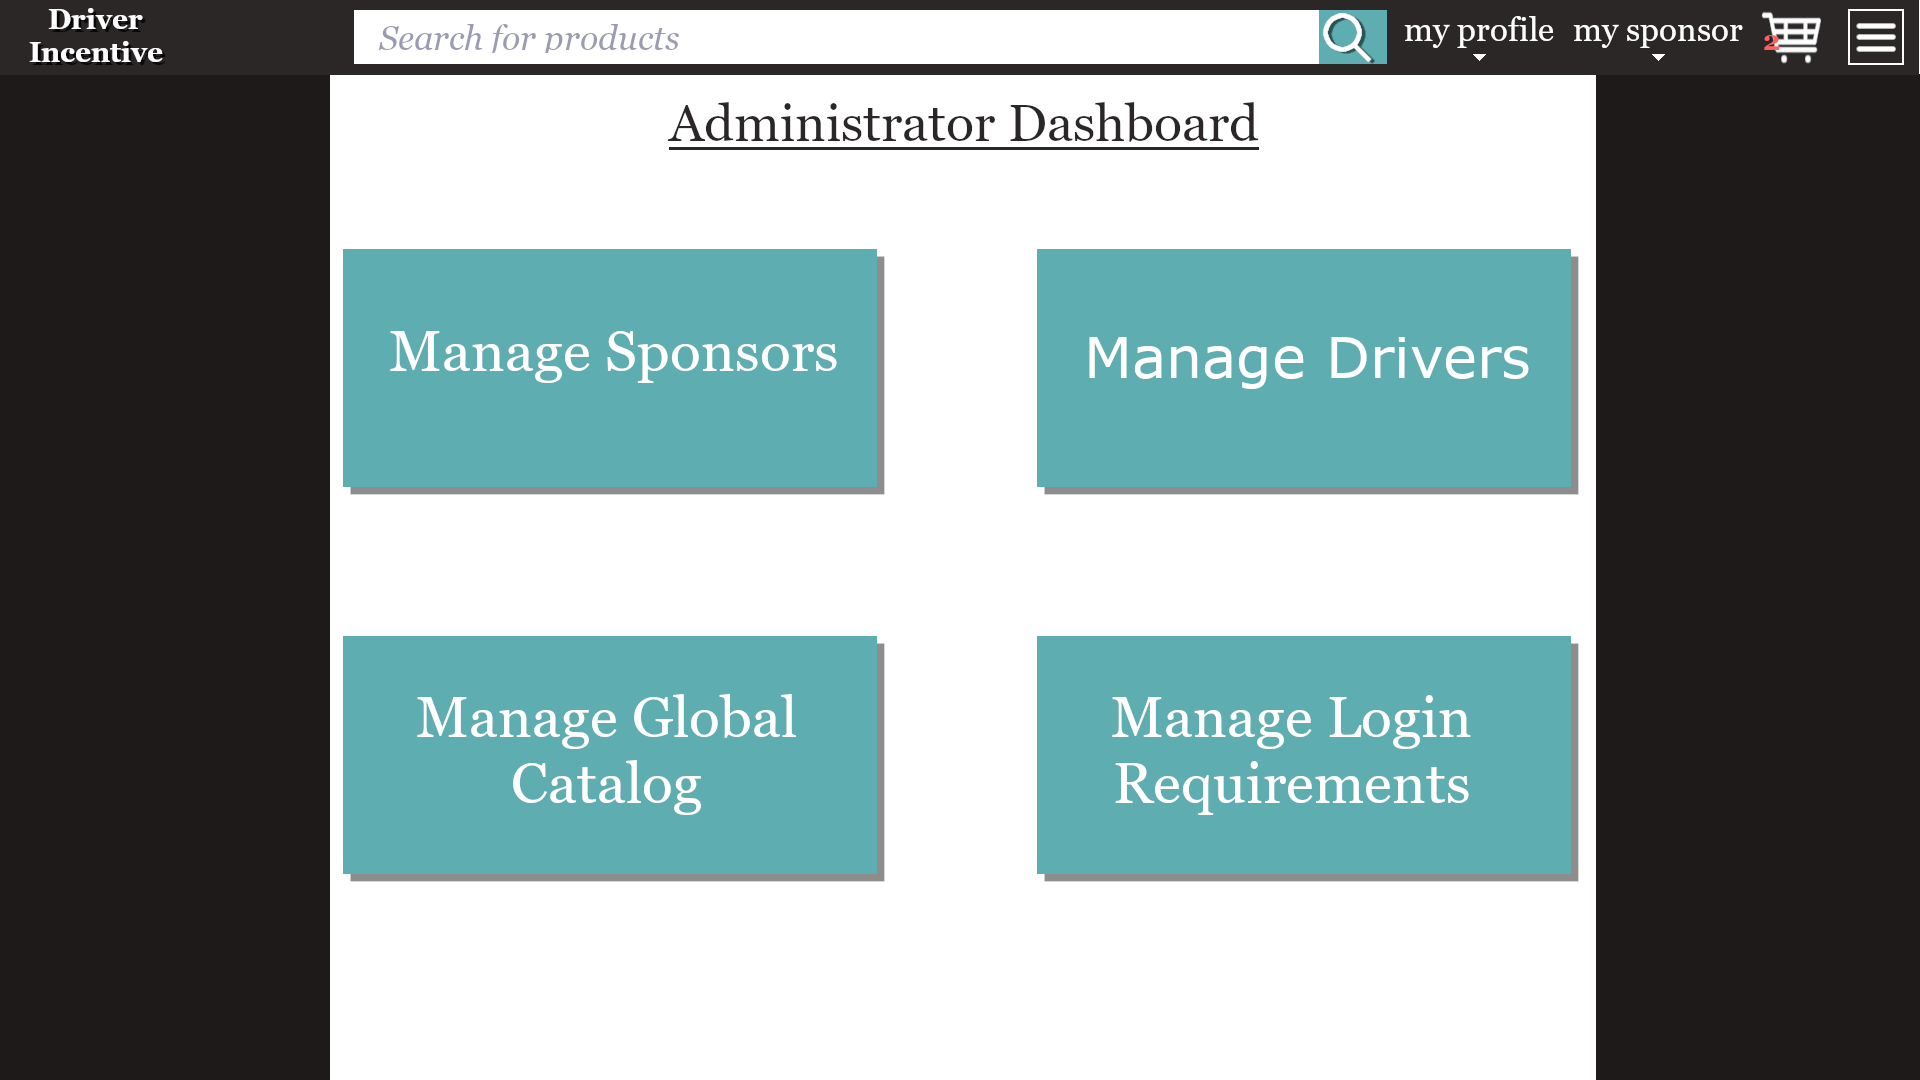 Driver
Incentive
Search for products
my profile
my sponsor
2
Administrator Dashboard
Manage Sponsors
Manage Drivers
Manage Global
Catalog
Manage Login
Requirements